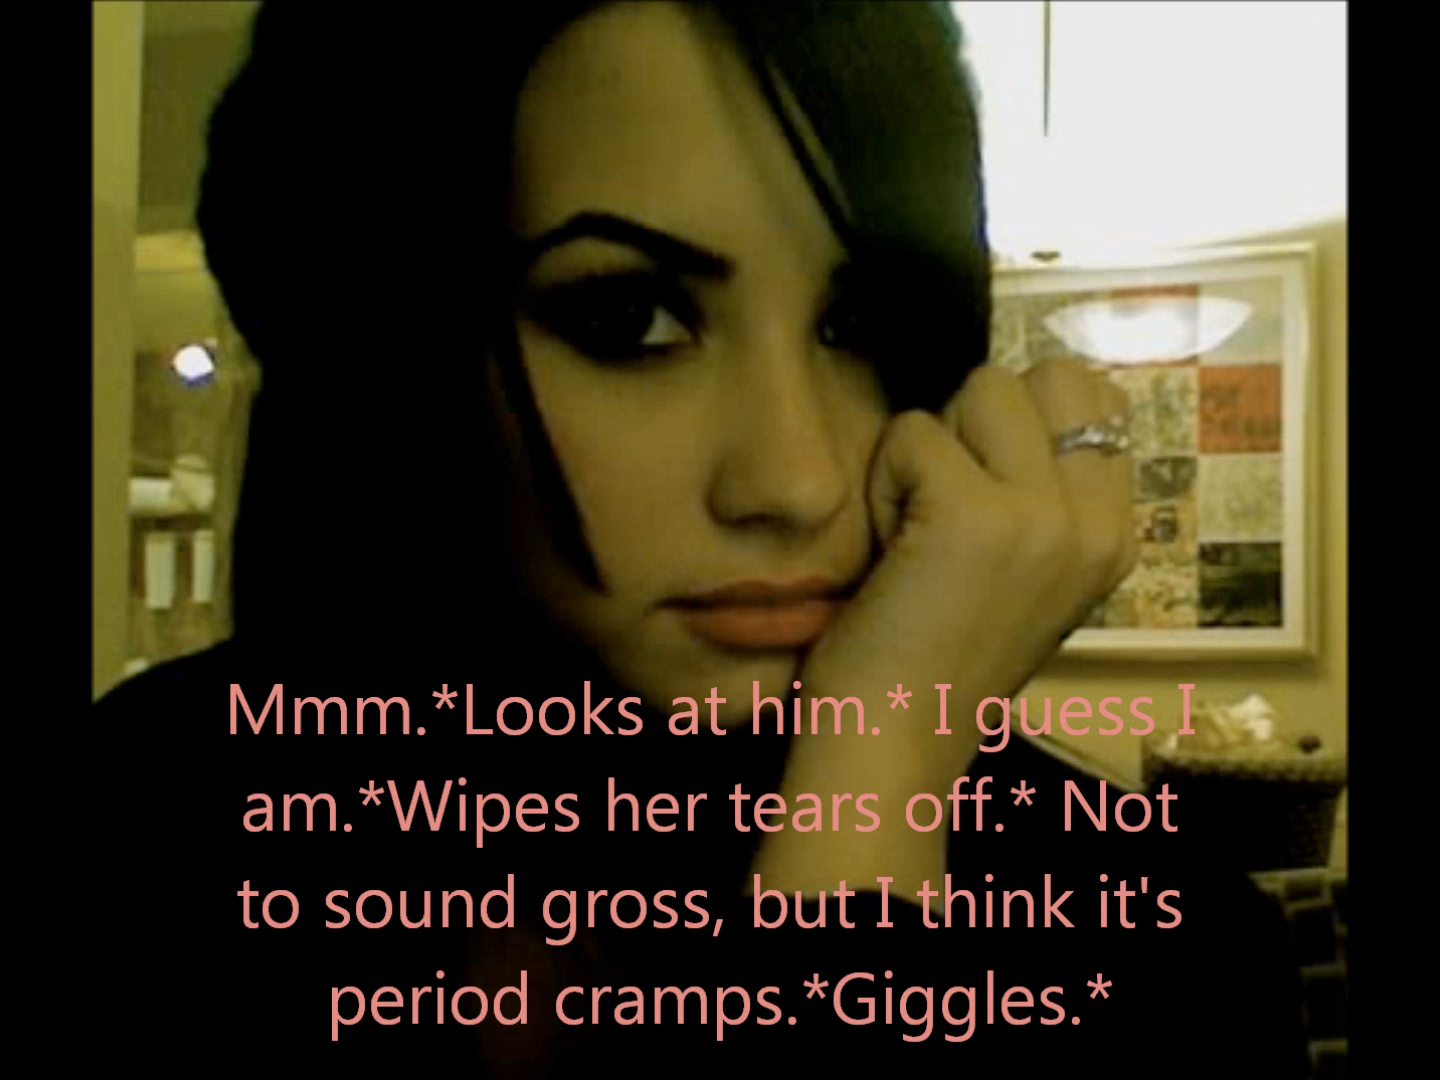 Mmm.*Looks at him.* I guess I
am.*Wipes her tears off.* Not
to sound gross, but I think it's
period cramps.*Giggles.*